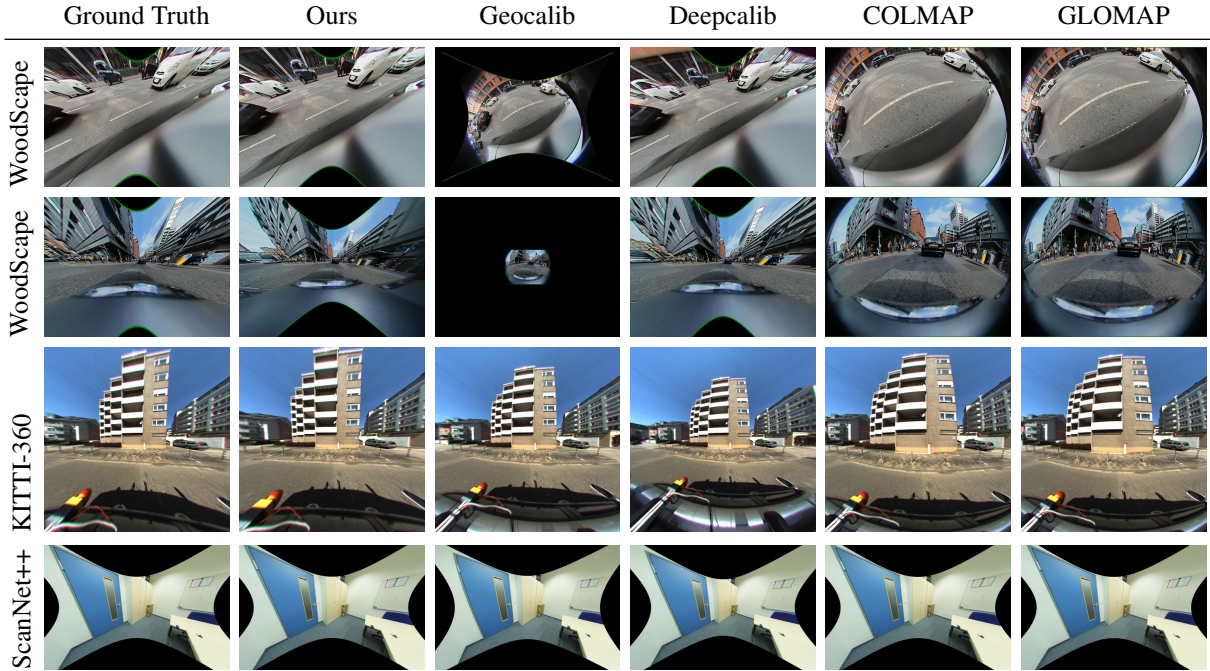 Ground Truth Ours Geocalib Deepcalib COLMAP GLOMAP
WoodScape
WoodScape
KITTI-360
ScanNet++